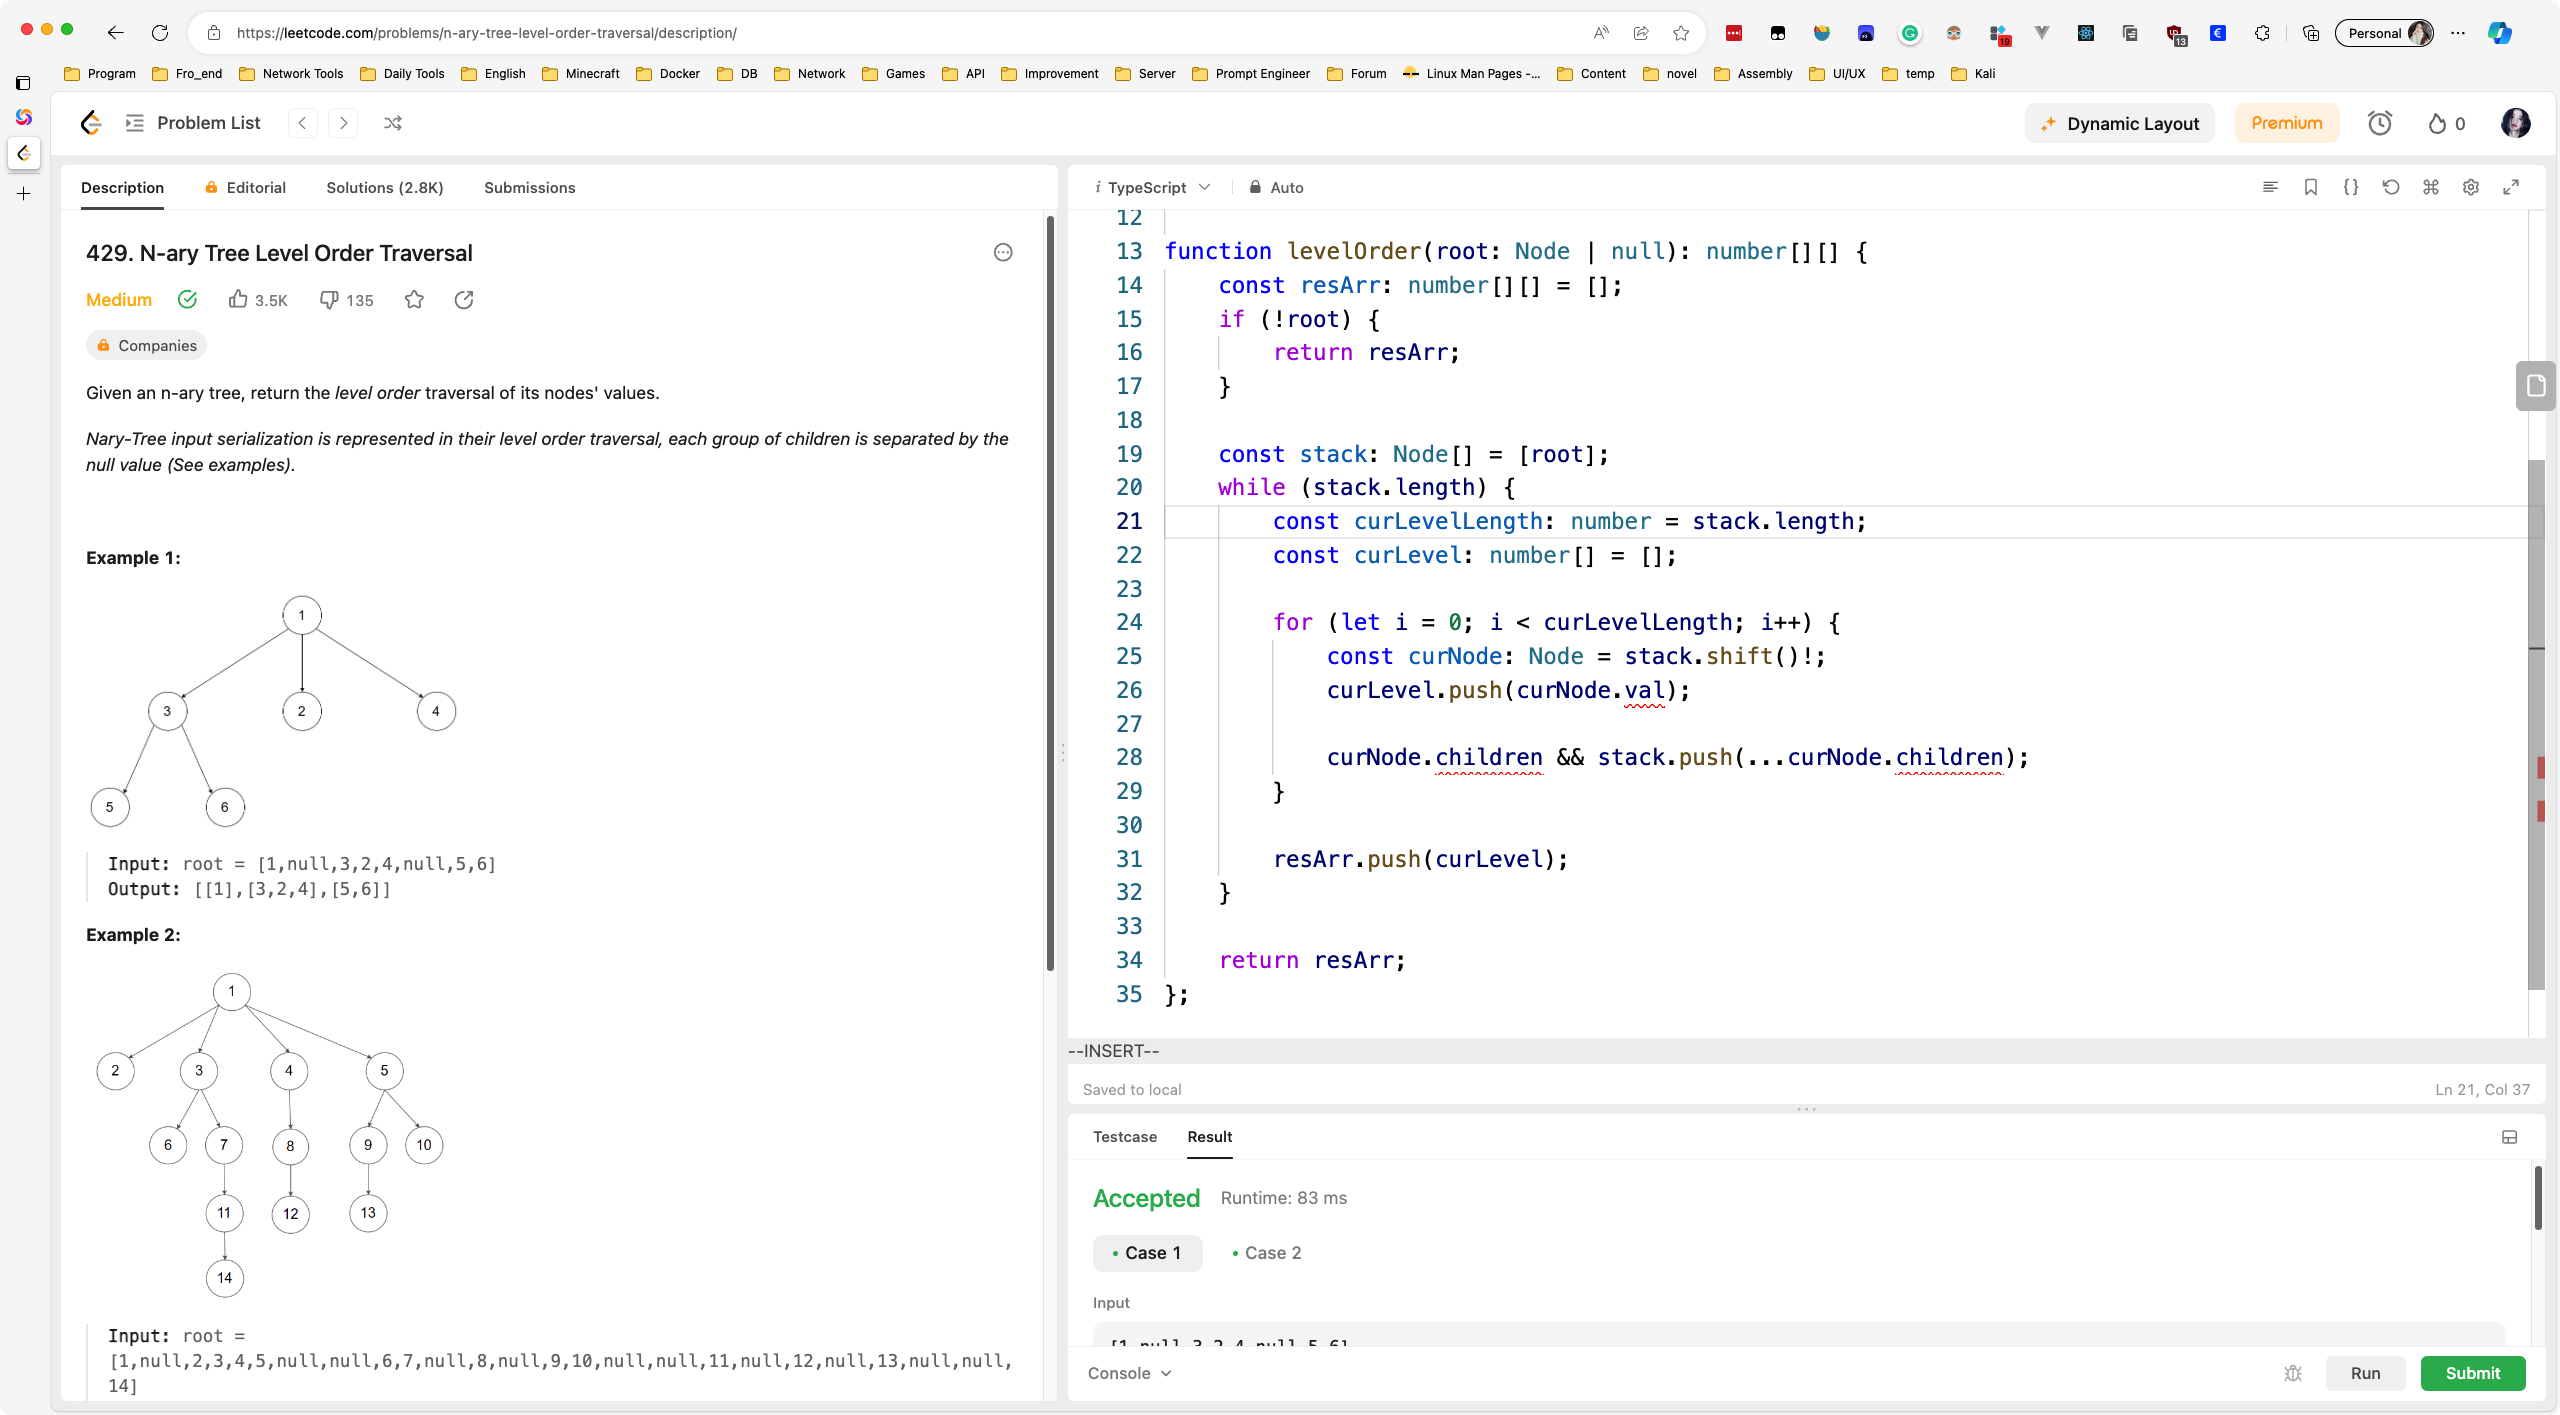 https://leetcode.com/problems/n-ary-tree-level-order-traversal/description/
19
13
Personal
Program Fro_end Network Tools Daily Tools English Minecraft Docker DB Network Games API Improvement Server Prompt Engineer Forum Linux Man Pages -... Content novel Assembly UI/UX temp Kali
Problem List
Dynamic Layout
Premium
0
Description Editorial Solutions (2.8K) Submissions
429. N-ary Tree Level Order Traversal
Medium 3.5K 135
Companies
Given an n-ary tree, return the level order traversal of its nodes' values.
Nary-Tree input serialization is represented in their level order traversal, each group of children is separated by the
null value (See examples).
Example 1:
1
3 2 4
5 6
Input: root = [1,null,3,2,4,null,5,6]
Output: [[1],[3,2,4],[5,6]]
Example 2:
1
2 3 4 5
6 7 8 9 10
11 12 13
14
Input: root =
[1,null,2,3,4,5,null,null,6,7,null,8,null,9,10,null,null,11,null,12,null,13,null,null,
14]
TypeScript Auto
12
13 function levelOrder(root: Node | null): number[][] {
14 const resArr: number[][] = [];
15 if (!root) {
16 return resArr;
17 }
18
19 const stack: Node[] = [root];
20 while (stack.length) {
21 const curLevelLength: number = stack.length;
22 const curLevel: number[] = [];
23
24 for (let i = 0; i < curLevelLength; i++) {
25 const curNode: Node = stack.shift()!;
26 curLevel.push(curNode.val);
27
28 curNode.children && stack.push(...curNode.children);
29 }
30
31 resArr.push(curLevel);
32 }
33
34 return resArr;
35 };
--INSERT--
Saved to local
Ln 21, Col 37
Testcase Result
Accepted Runtime: 83 ms
Case 1 Case 2
Input
[1,null,3,2,4,null,5,6]
Console
Run
Submit